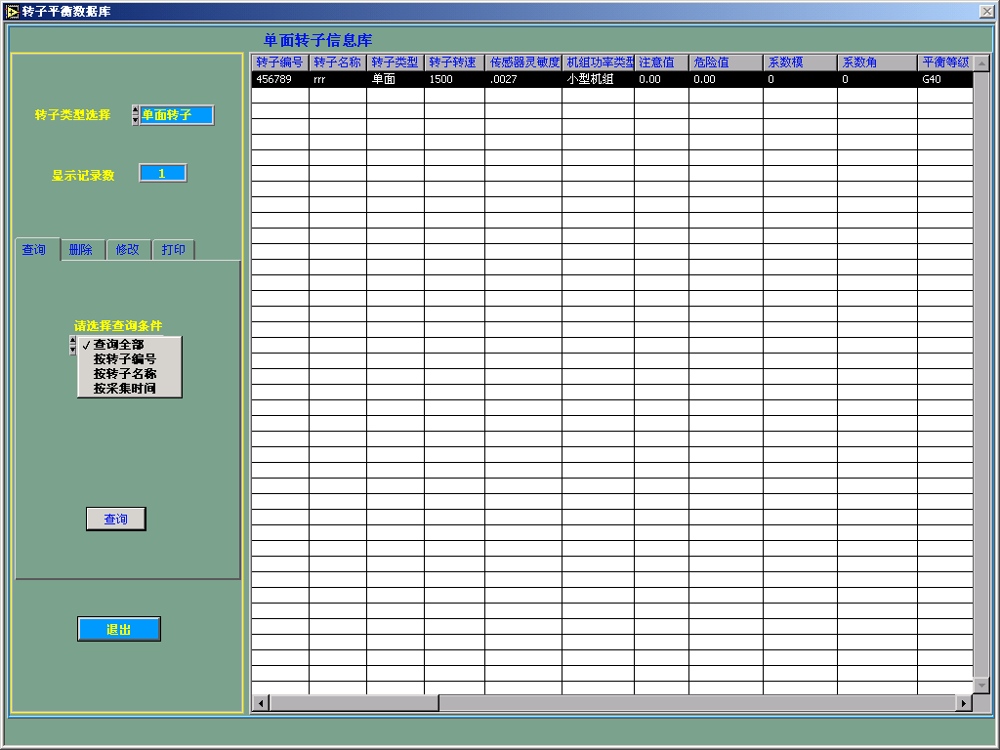 转子平衡数据库
单面转子信息库
转子类型选择 单面转子
显示记录数 1
查询 删除 修改 打印
请选择查询条件
✓查询全部
按转子编号
按转子名称
按采集时间
查询
退出
转子编号 转子名称 转子类型 转子转速 传感器灵敏度 机组功率类型 注意值 危险值 系数模 系数角 平衡等级
456789 rrr 单面 1500 .0027 小型机组 0.00 0.00 0 0 G40